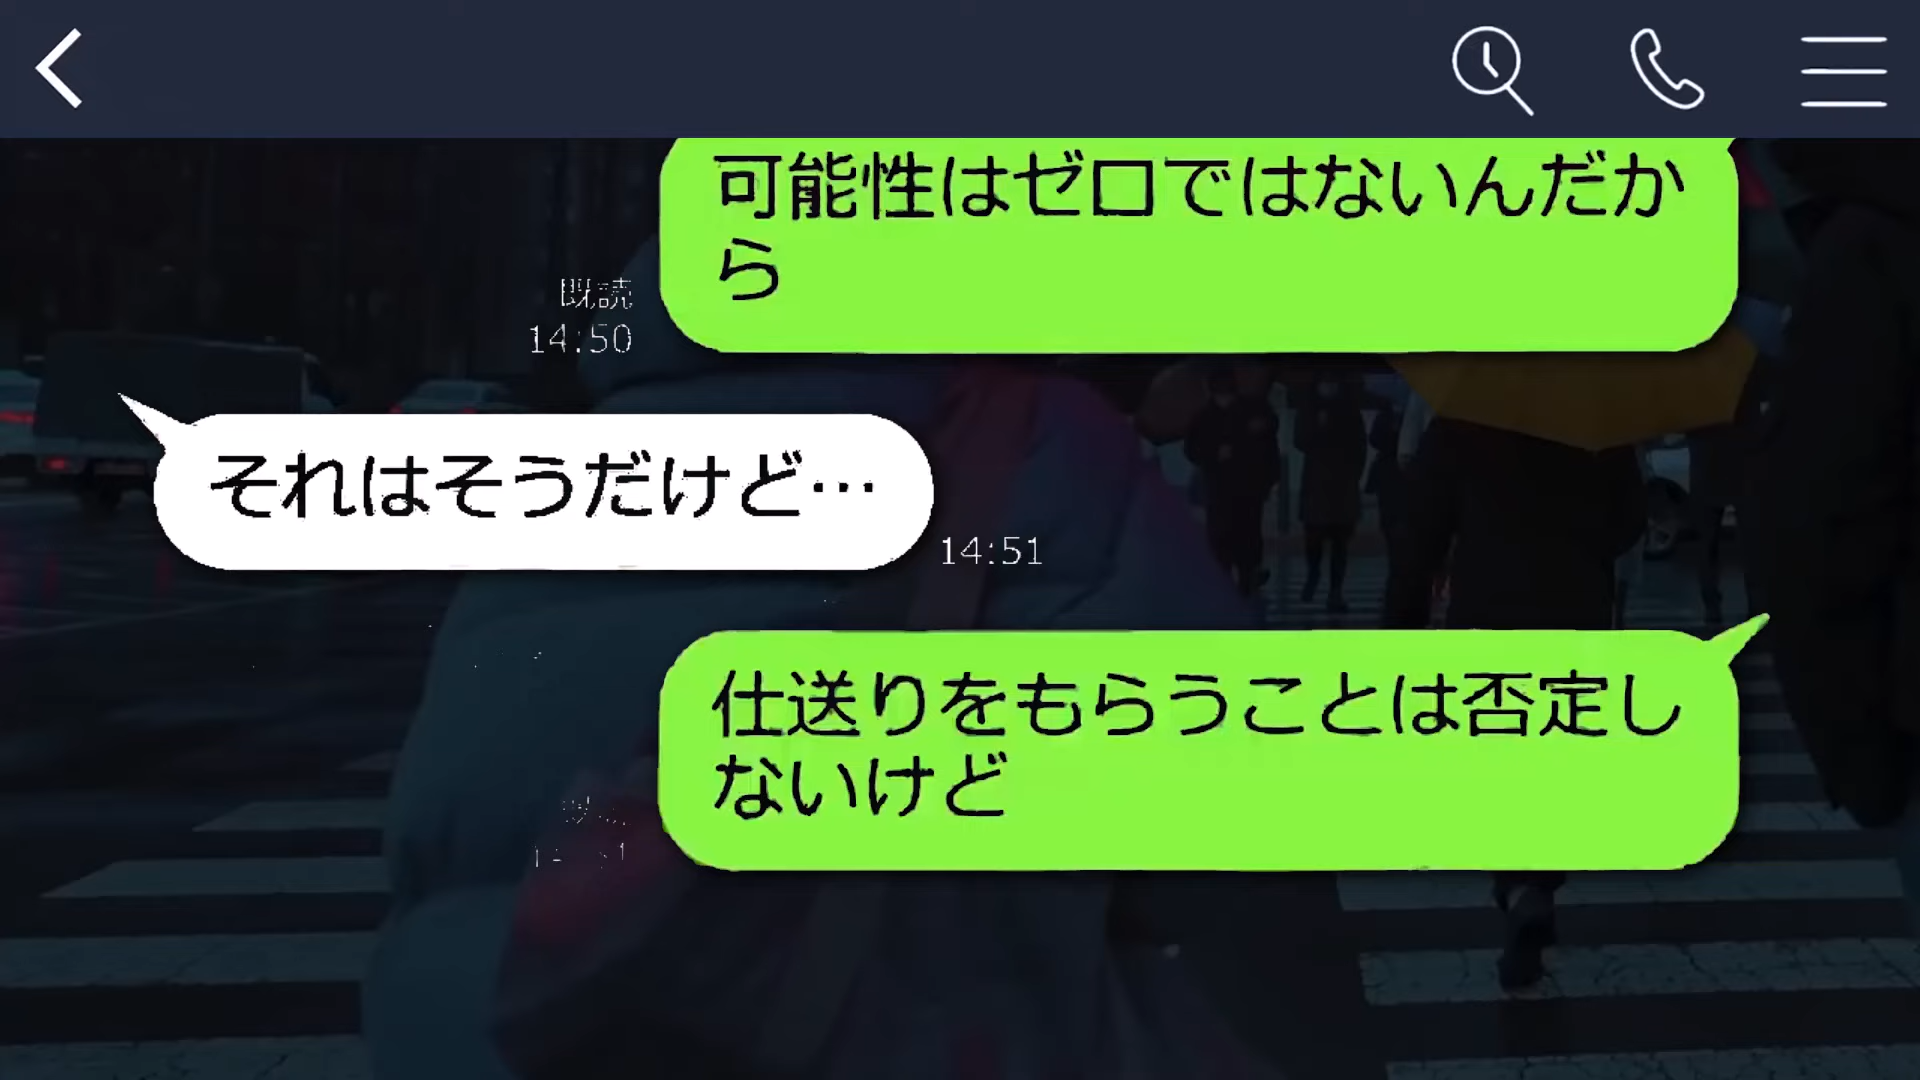 可能性はゼロではないんだか
ら
既読
14:50
それはそうだけど…
14:51
仕送りをもらうことは否定し
ないけど